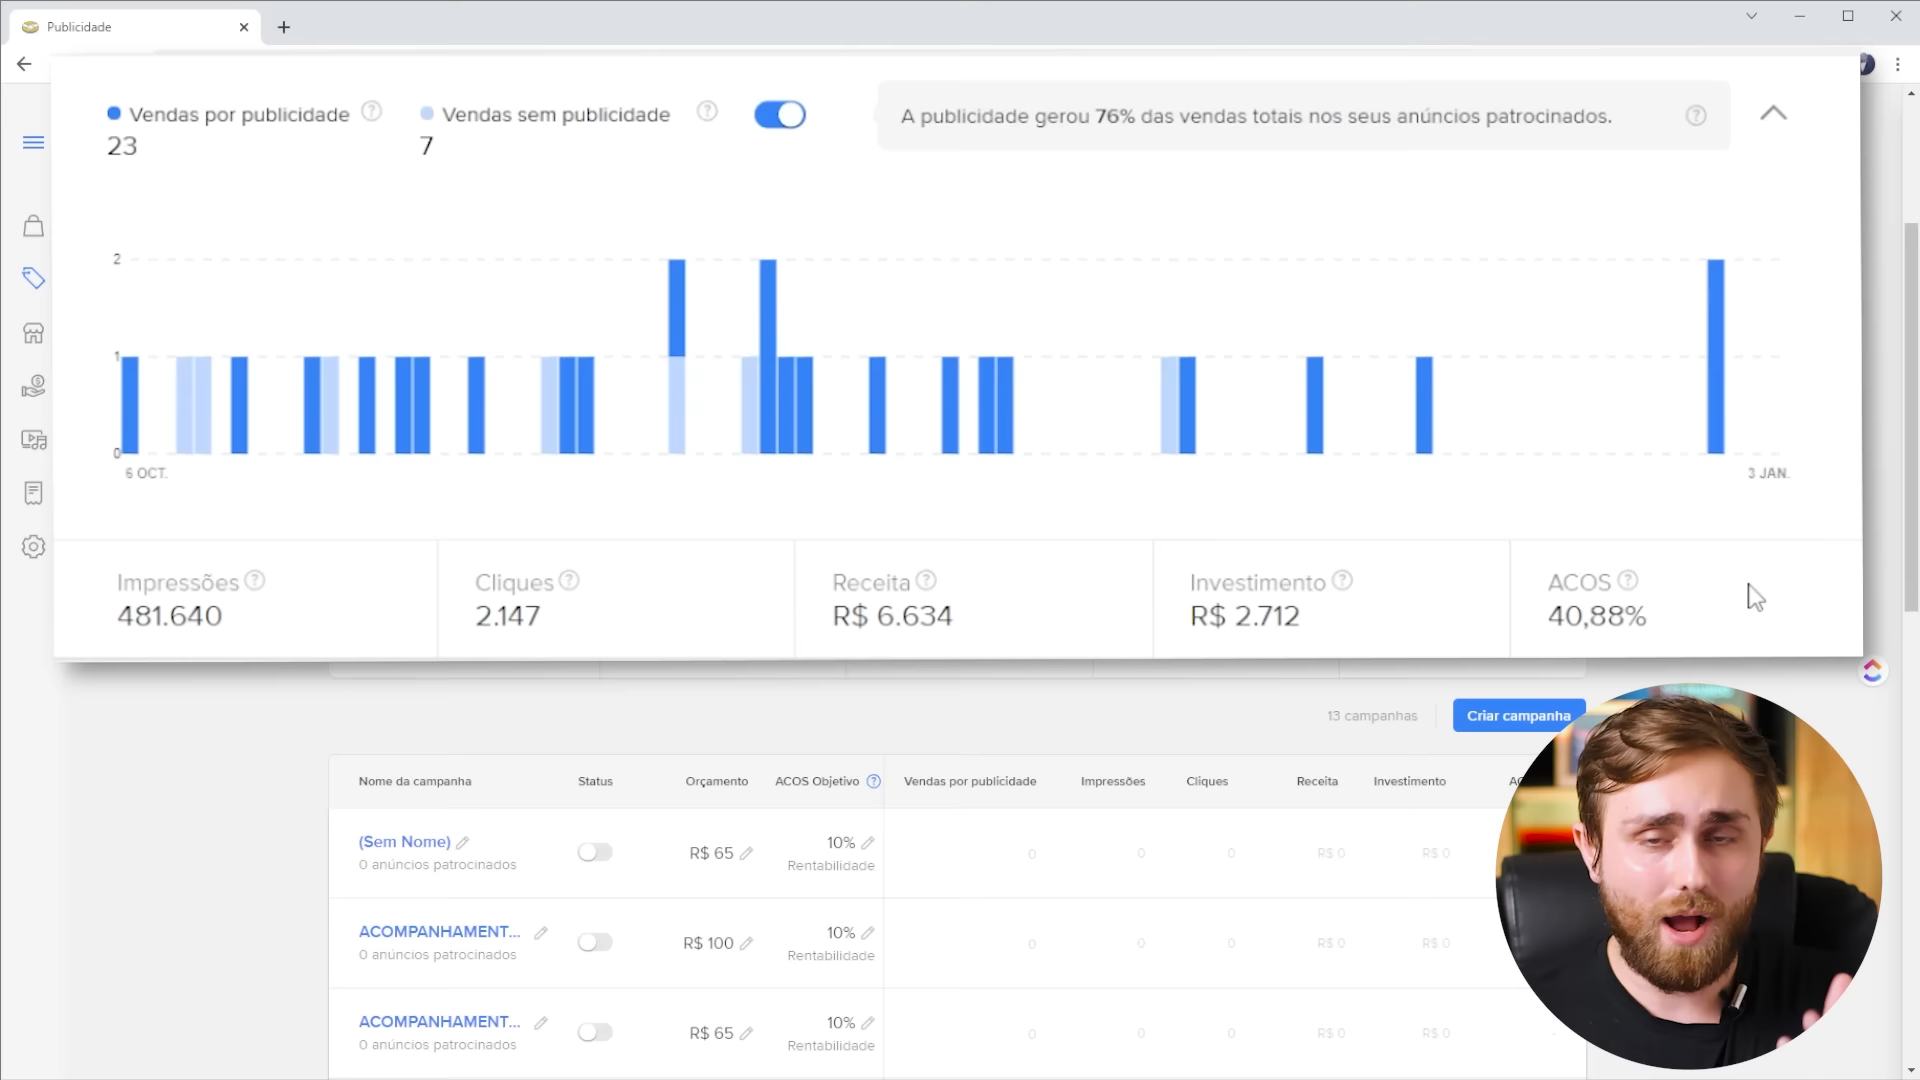 Publicidade
Vendas por publicidade
23
Vendas sem publicidade
7
A publicidade gerou 76% das vendas totais nos seus anúncios patrocinados.
2
1
0
6 OCT.
3 JAN.
Impressões
481.640
Cliques
2.147
Receita
R$ 6.634
Investimento
R$ 2.712
ACOS
40,88%
13 campanhas
Criar campanha
Nome da campanha
Status
Orçamento
ACOS Objetivo
Vendas por publicidade
Impressões
Cliques
Receita
Investimento
(Sem Nome)
0 anúncios patrocinados
R$ 65
10%
Rentabilidade
0
0
0
R$ 0
R$ 0
ACOMPANHAMENT...
0 anúncios patrocinados
R$ 100
10%
Rentabilidade
0
0
0
R$ 0
R$ 0
ACOMPANHAMENT...
0 anúncios patrocinados
R$ 65
10%
Rentabilidade
0
0
0
R$ 0
R$ 0